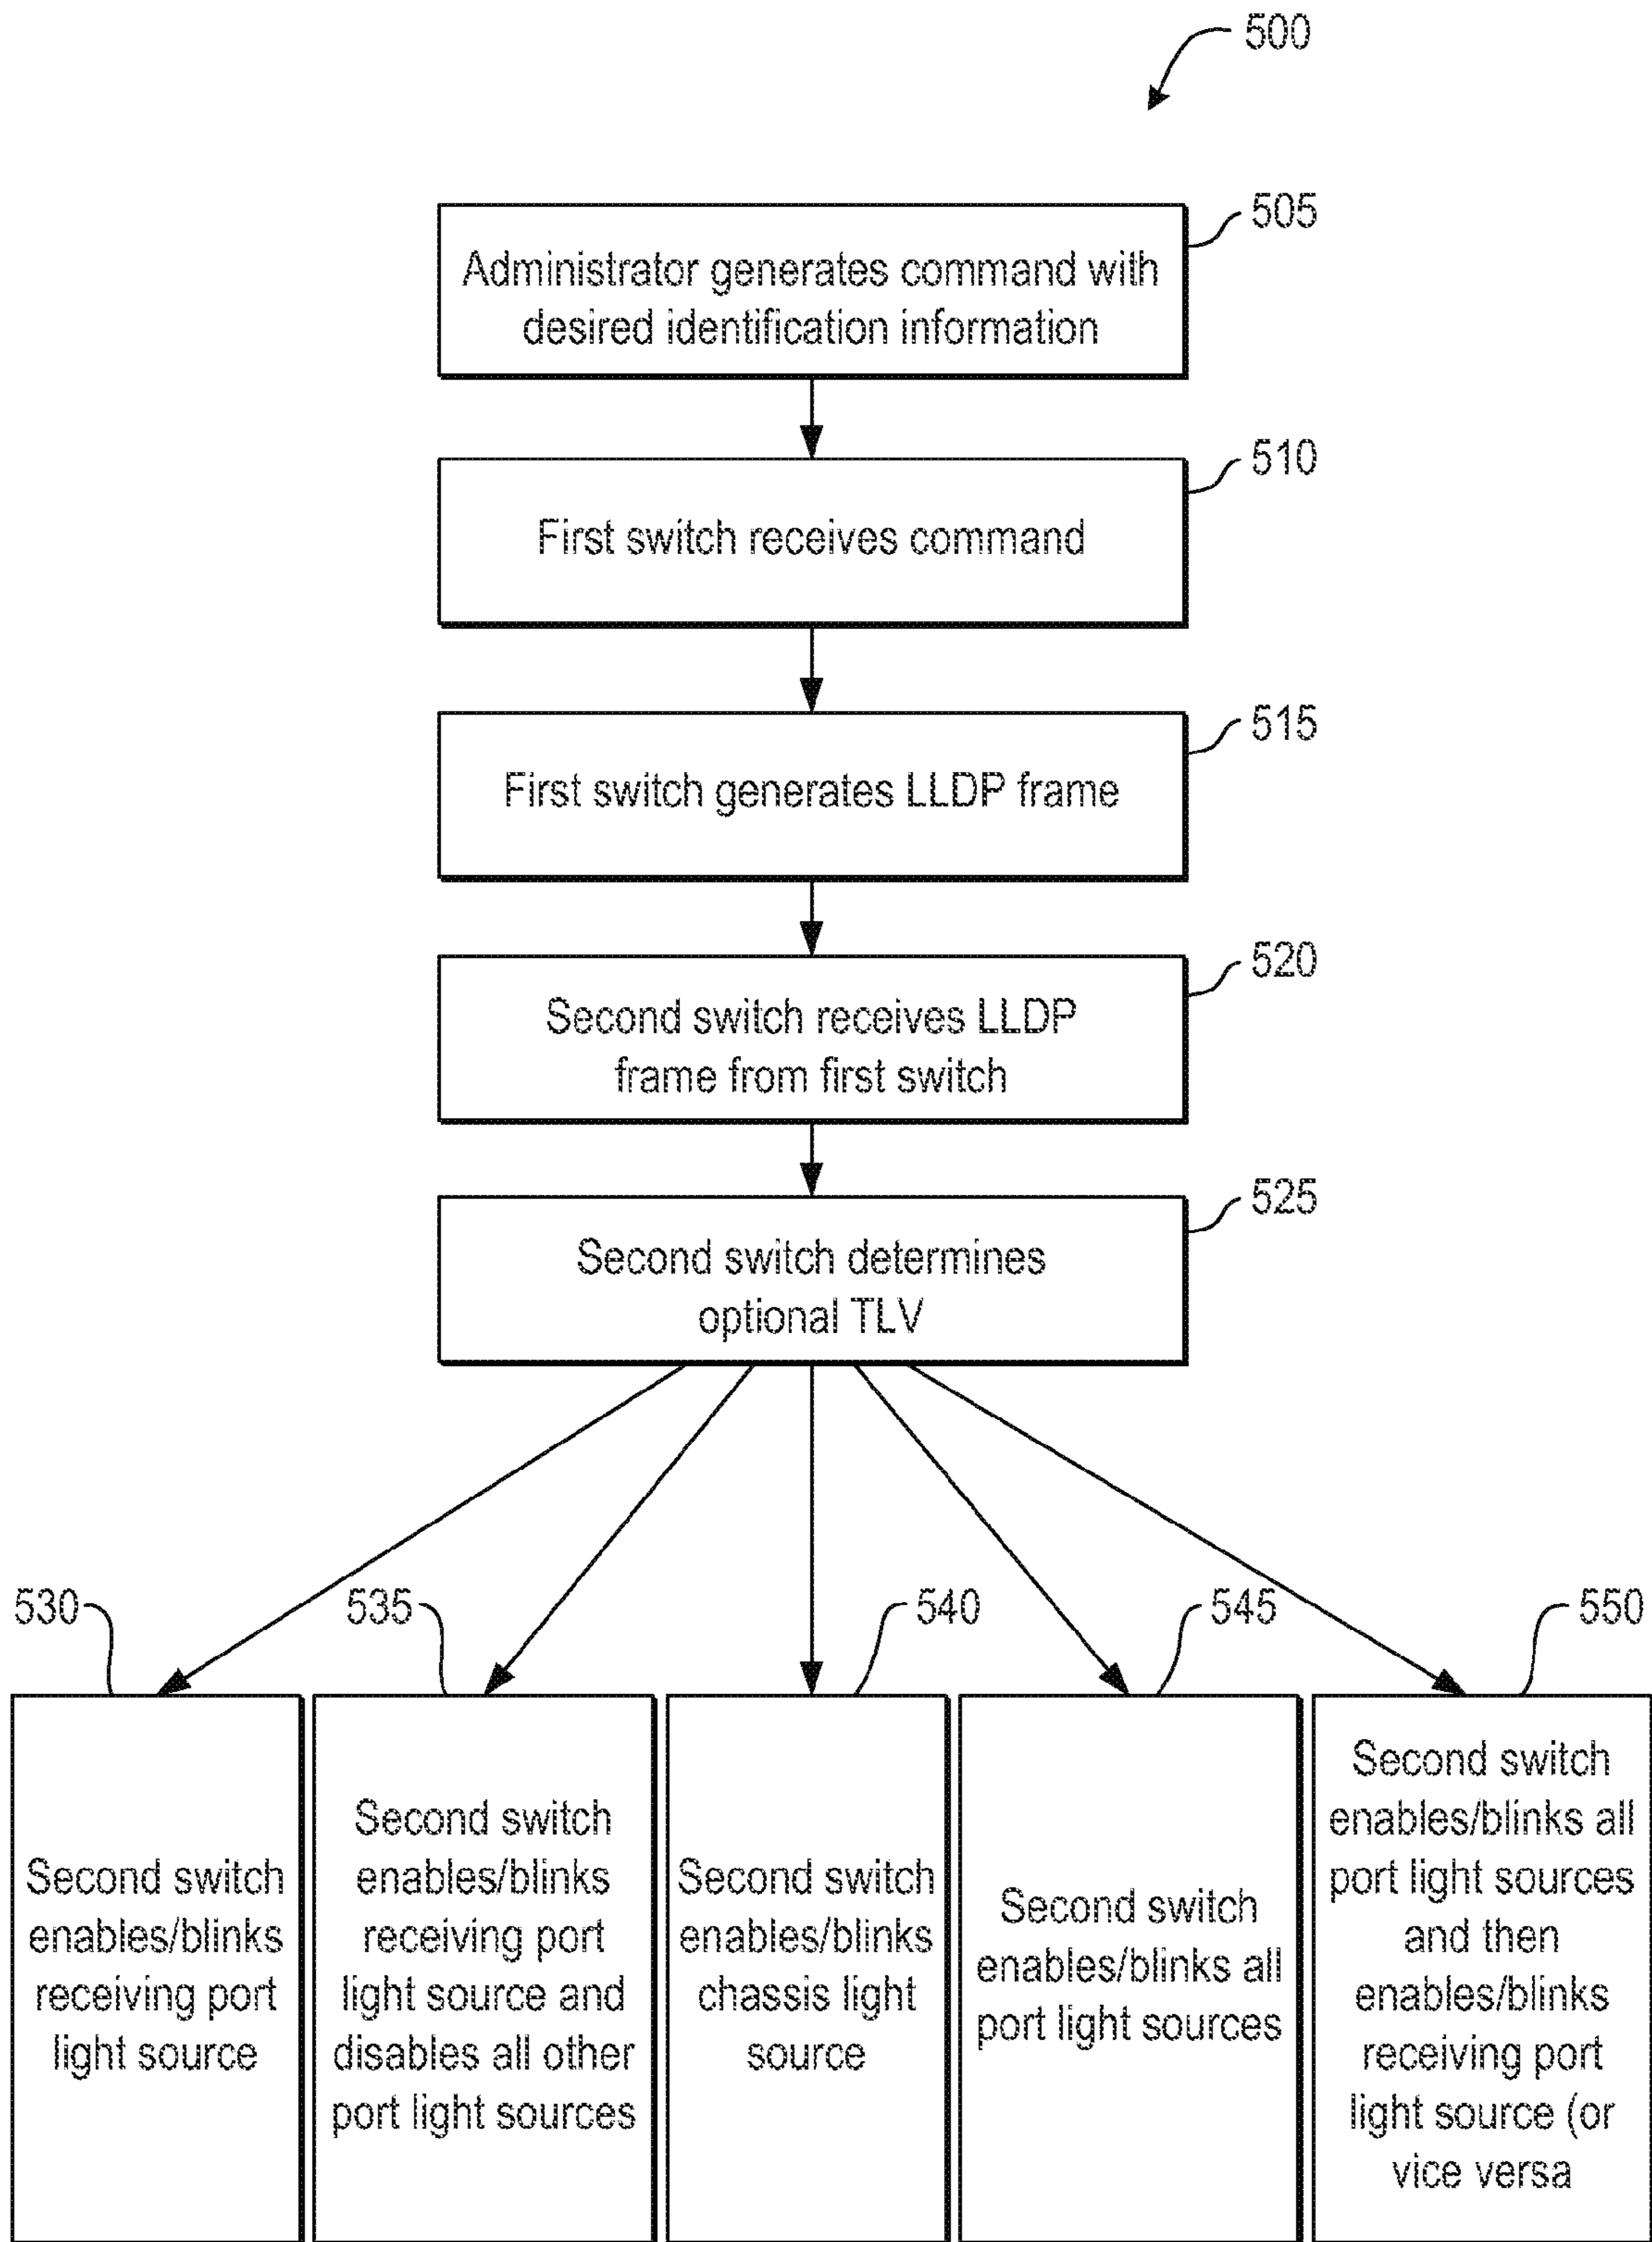 500
505
Administrator generates command with
desired identification information
510
First switch receives command
515
First switch generates LLDP frame
520
Second switch receives LLDP
frame from first switch
525
Second switch determines
optional TLV
530
Second switch
enables/blinks
receiving port
light source
535
Second switch
enables/blinks
receiving port
light source and
disables all other
port light sources
540
Second switch
enables/blinks
chassis light
source
545
Second switch
enables/blinks all
port light sources
550
Second switch
enables/blinks all
port light sources
and then
enables/blinks
receiving port
light source (or
vice versa